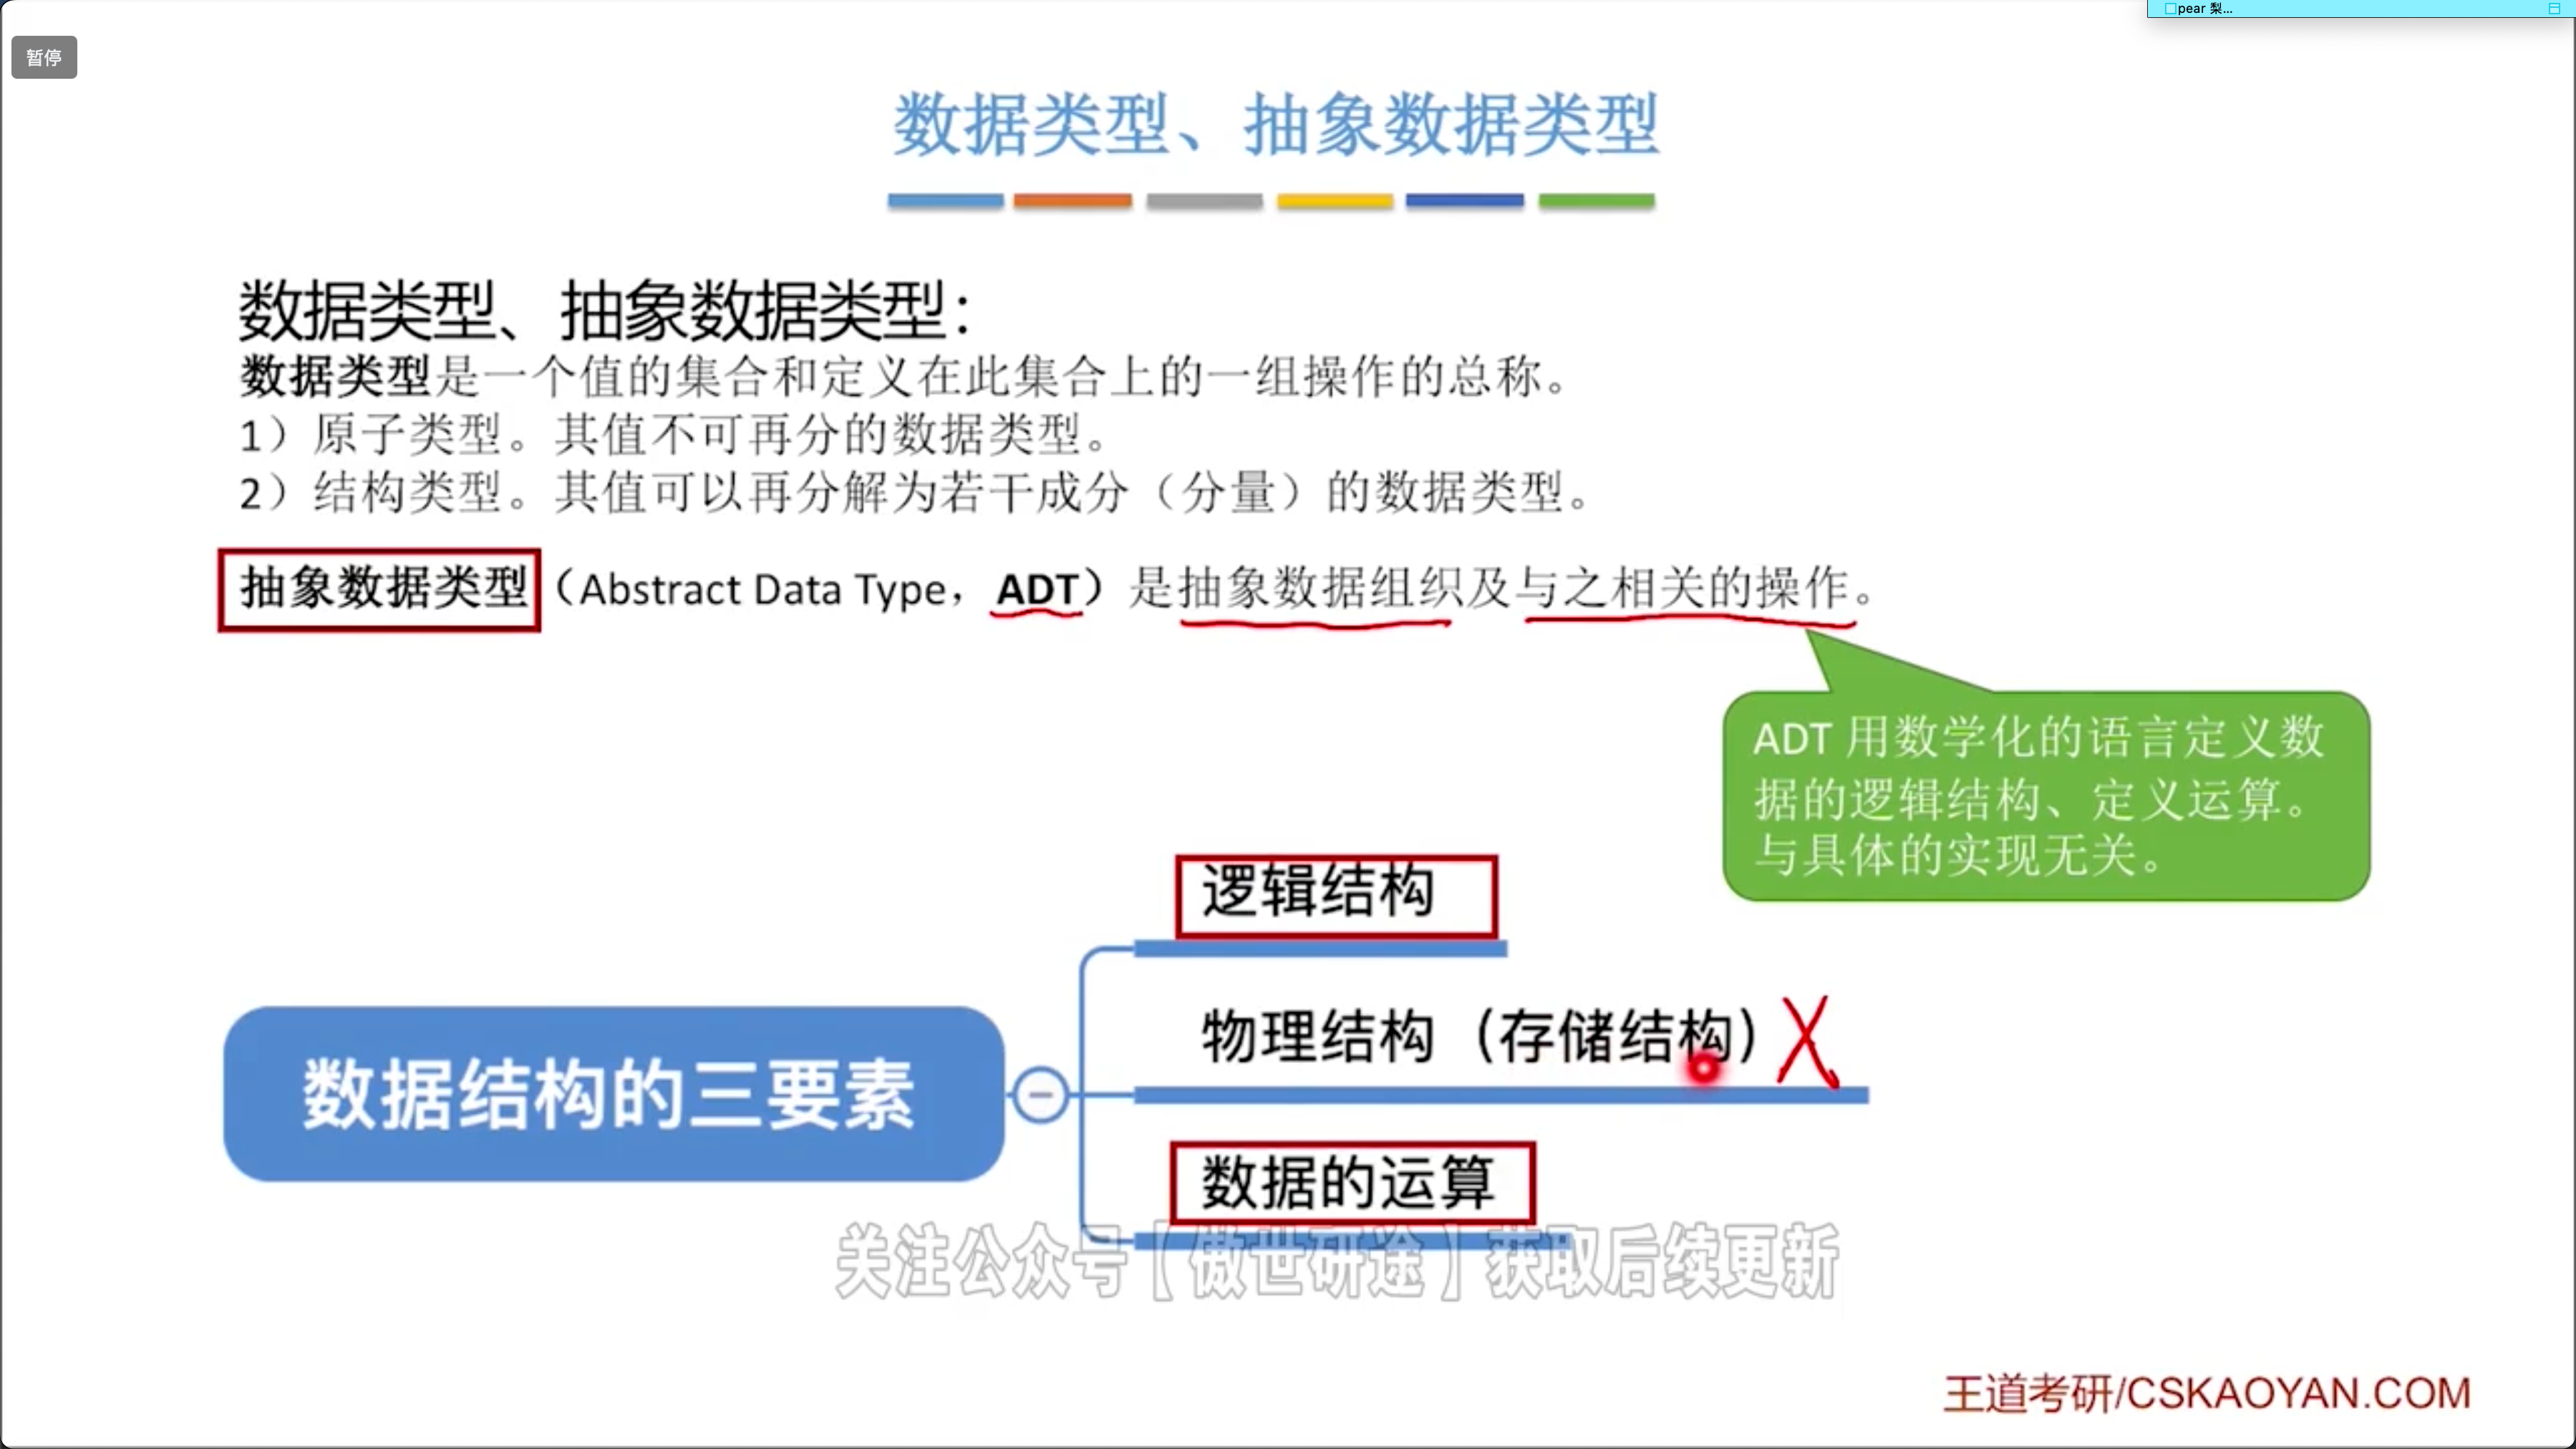 pear 梨...
暂停
数据类型、抽象数据类型
数据类型、抽象数据类型：
数据类型是一个值的集合和定义在此集合上的一组操作的总称。
1）原子类型。其值不可再分的数据类型。
2）结构类型。其值可以再分解为若干成分（分量）的数据类型。
抽象数据类型（Abstract Data Type，ADT）是抽象数据组织及与之相关的操作。
ADT 用数学化的语言定义数
据的逻辑结构、定义运算。
与具体的实现无关。
逻辑结构
物理结构（存储结构）
数据结构的三要素
数据的运算
关注公众号【傲世研途】获取后续更新
王道考研/CSKAOYAN.COM